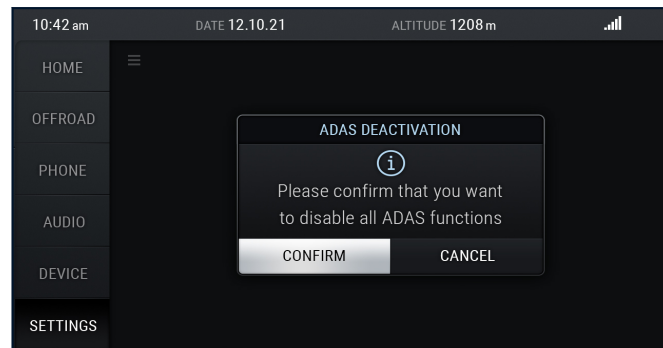 10:42 am DATE 12.10.21 ALTITUDE 1208 m
HOME
OFFROAD
PHONE
AUDIO
DEVICE
SETTINGS
ADAS DEACTIVATION
i
Please confirm that you want
to disable all ADAS functions
CONFIRM CANCEL